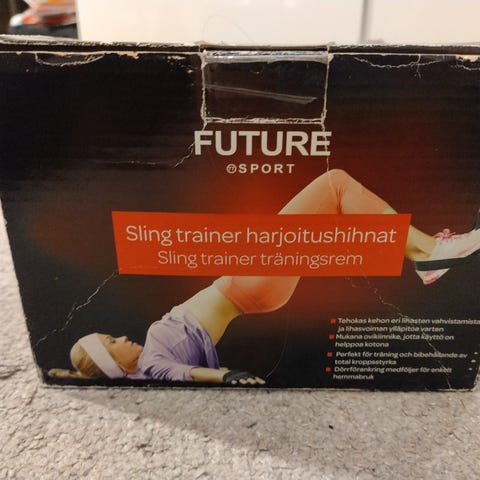 FUTURE
SPORT
Sling trainer harjoitushihnat
Sling trainer träningsrem
Tehokas kehon eri lihasten vahvistamista
ja lihasvoiman ylläpitoa varten
Mukana ovikiinnike, jotta käyttö on
helppoa kotona
Perfekt för träning och bibehållande av
total kroppsstyrka
Dörrförankring medföljer för enkelt
hemmabruk